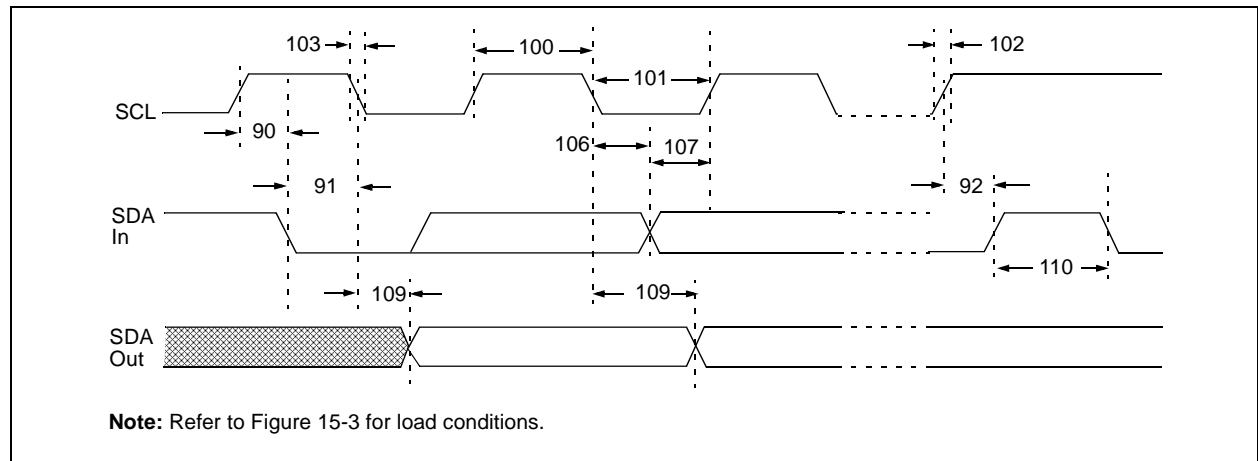 103
100
102
101
SCL
90
106
107
91
92
SDA
In
110
109
109
SDA
Out
Note: Refer to Figure 15-3 for load conditions.